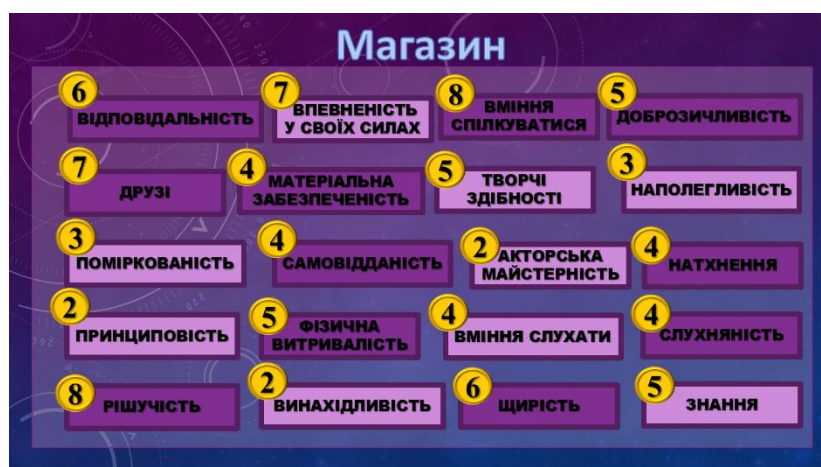 Магазин
6
ВІДПОВІДАЛЬНІСТЬ
7
ВПЕВНЕНІСТЬ
У СВОЇХ СИЛАХ
8
ВМІННЯ
СПІЛКУВАТИСЯ
5
ДОБРОЗИЧЛИВІСТЬ
7
ДРУЗІ
4
МАТЕРІАЛЬНА
ЗАБЕЗПЕЧЕНІСТЬ
5
ТВОРЧІ
ЗДІБНОСТІ
3
НАПОЛЕГЛИВІСТЬ
3
ПОМІРКОВАНІСТЬ
4
САМОВІДДАНІСТЬ
2
АКТОРСЬКА
МАЙСТЕРНІСТЬ
4
НАТХНЕННЯ
2
ПРИНЦИПОВІСТЬ
5
ФІЗИЧНА
ВИТРИВАЛІСТЬ
4
ВМІННЯ СЛУХАТИ
4
СЛУХНЯНІСТЬ
8
РІШУЧІСТЬ
2
ВИНАХІДЛИВІСТЬ
6
ЩИРІСТЬ
5
ЗНАННЯ